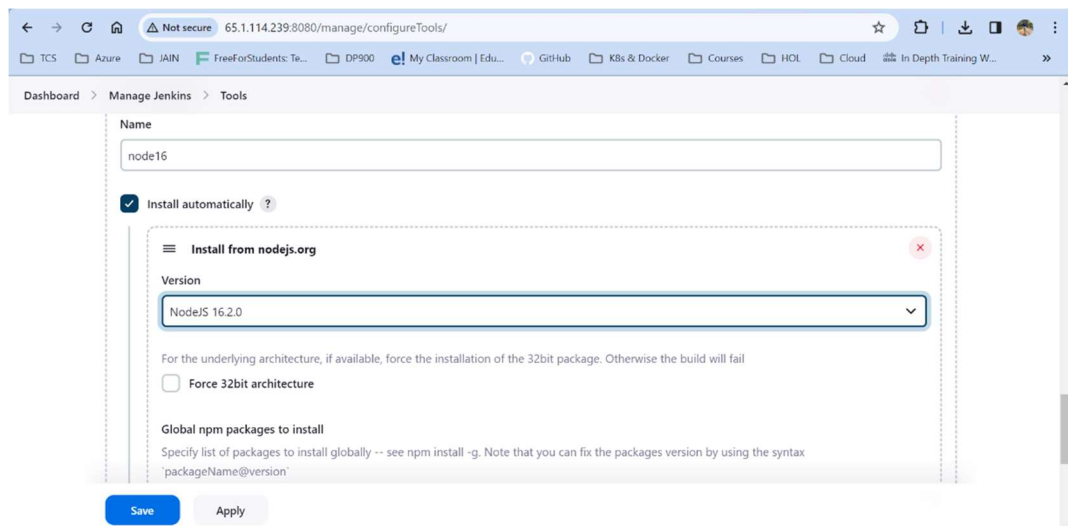 Not secure 65.1.114.239:8080/manage/configureTools/
TCS Azure JAIN FreeForStudents: Te... DP900 e! My Classroom | Edu... GitHub K8s & Docker Courses HOL Cloud In Depth Training W... »
Dashboard > Manage Jenkins > Tools
Name
node16
Install automatically ?
Install from nodejs.org
Version
NodeJS 16.2.0
For the underlying architecture, if available, force the installation of the 32bit package. Otherwise the build will fail
Force 32bit architecture
Global npm packages to install
Specify list of packages to install globally -- see npm install -g. Note that you can fix the packages version by using the syntax
`packageName@version`
Save Apply